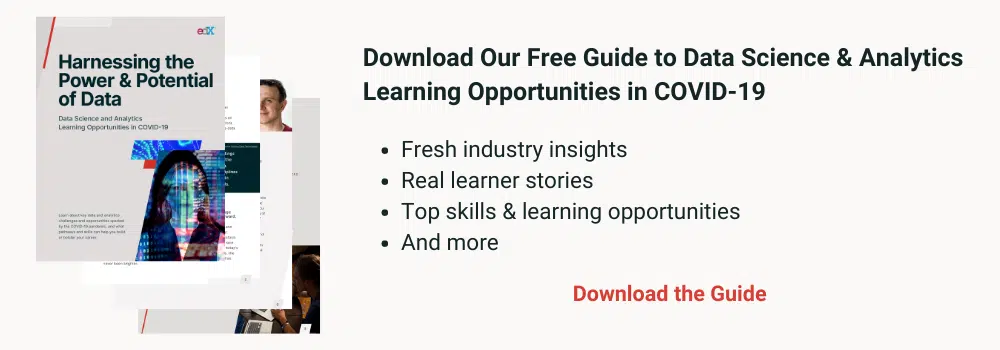 edX
Harnessing the
Power & Potential
of Data
Data Science and Analytics
Learning Opportunities in COVID-19
Download Our Free Guide to Data Science & Analytics
Learning Opportunities in COVID-19
• Fresh industry insights
• Real learner stories
• Top skills & learning opportunities
• And more
Download the Guide